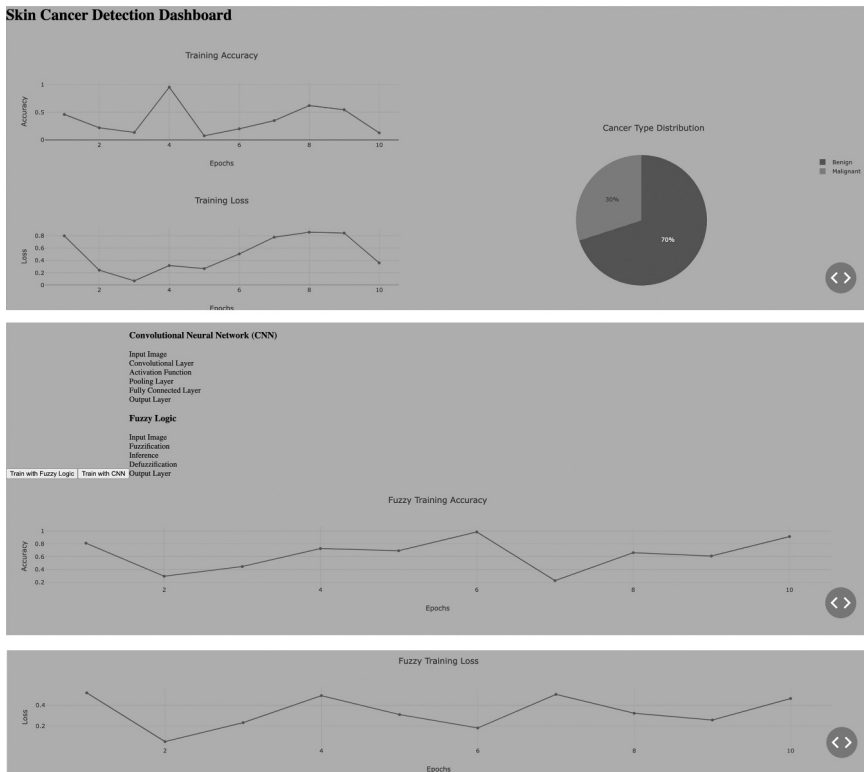 Skin Cancer Detection Dashboard
Training Accuracy
1
0.5
0
Accuracy
2 4 6 8 10
Epochs
Training Loss
0.8
0.6
0.4
0.2
0
Loss
2 4 6 8 10
Epochs
Cancer Type Distribution
30%
70%
Benign
Malignant
Convolutional Neural Network (CNN)
Input Image
Convolutional Layer
Activation Function
Pooling Layer
Fully Connected Layer
Output Layer
Fuzzy Logic
Input Image
Fuzzification
Inference
Defuzzification
Train with Fuzzy Logic Train with CNN Output Layer
Fuzzy Training Accuracy
1
0.8
0.6
0.4
0.2
Accuracy
2 4 6 8 10
Epochs
Fuzzy Training Loss
0.4
0.2
Loss
2 4 6 8 10
Epochs